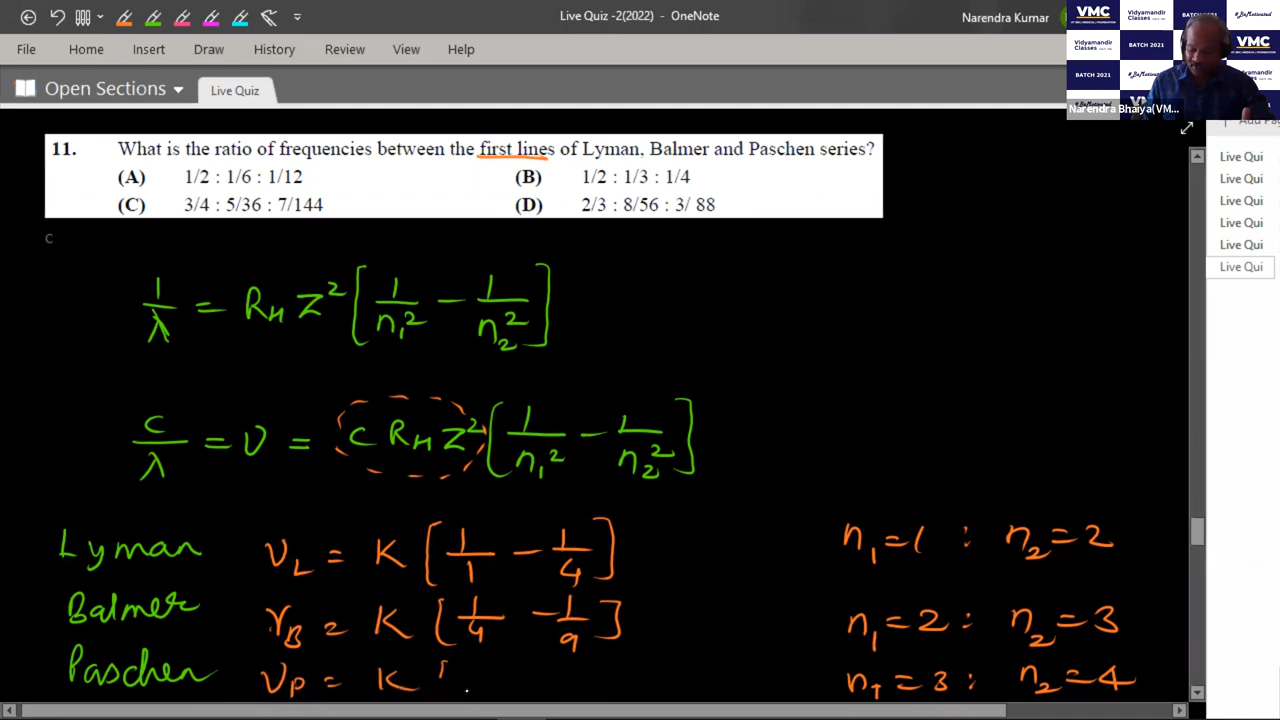 Live Quiz -2(2022) - OneNote
Narendra Kumar
File Home Insert Draw History Review View Help
Open Sections
Live Quiz
VMC
Vidyamandir Classes
BATCH 2021
#BeMotivated
Narendra Bhaiya(VM...
Add Pag
Live Qui
Live Qui
Live Qui
Live Qui
Live Qui
Live Qui
11. What is the ratio of frequencies between the first lines of Lyman, Balmer and Paschen series?
(A) 1/2 : 1/6 : 1/12 (B) 1/2 : 1/3 : 1/4
(C) 3/4 : 5/36 : 7/144 (D) 2/3 : 8/56 : 3/ 88
C
1/λ = R_H Z² [1/n₁² − 1/n₂²]
c/λ = ν = C R_H Z² [1/n₁² − 1/n₂²]
Lyman ν_L = K [1/1 − 1/4] n₁=1 : n₂=2
Balmer ν_B = K [1/4 − 1/9] n₁=2 : n₂=3
Paschen ν_P = K [ n₁=3 : n₂=4